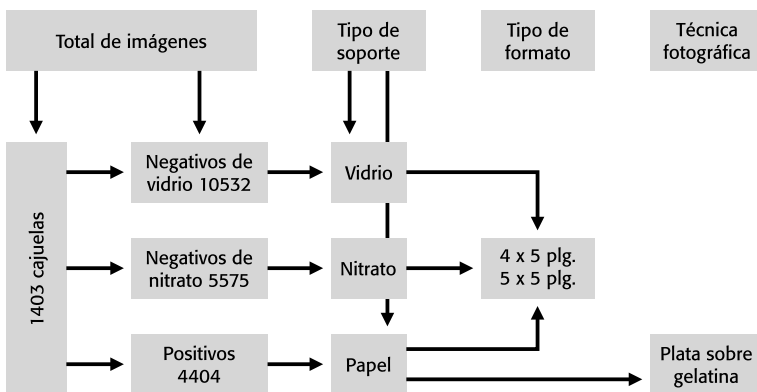 Total de imágenes
Tipo de
soporte
Tipo de
formato
Técnica
fotográfica
1403 cajuelas
Negativos de
vidrio 10532
Vidrio
Negativos de
nitrato 5575
Nitrato
4 x 5 plg.
5 x 5 plg.
Positivos
4404
Papel
Plata sobre
gelatina